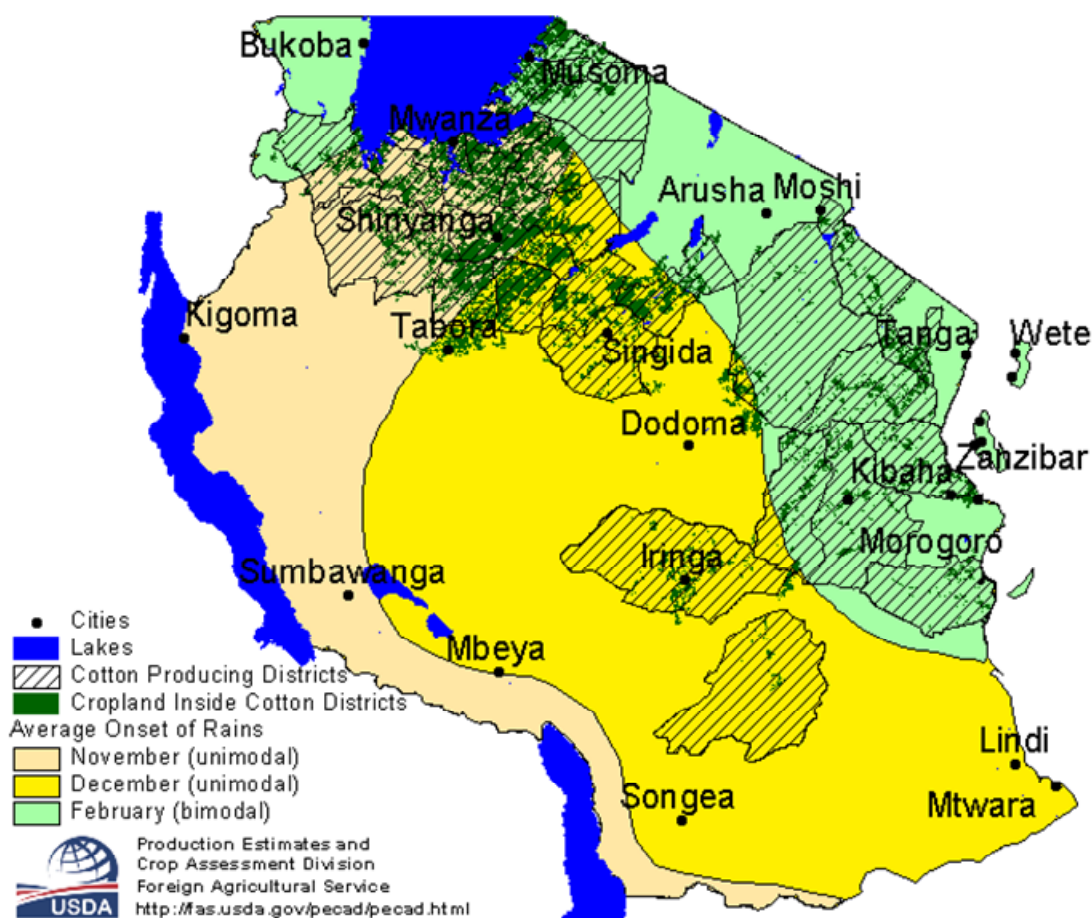 Bukoba
Musoma
Mwanza
Arusha
Moshi
Shinyanga
Kigoma
Tabora
Singida
Tanga
Wete
Dodoma
Zanzibar
Kibaha
Iringa
Morogoro
Sumbawanga
Mbeya
Lindi
Songea
Mtwara
Cities
Lakes
Cotton Producing Districts
Cropland Inside Cotton Districts
Average Onset of Rains
November (unimodal)
December (unimodal)
February (bimodal)
USDA
Production Estimates and
Crop Assessment Division
Foreign Agricultural Service
http://fas.usda.gov/pecad/pecad.html